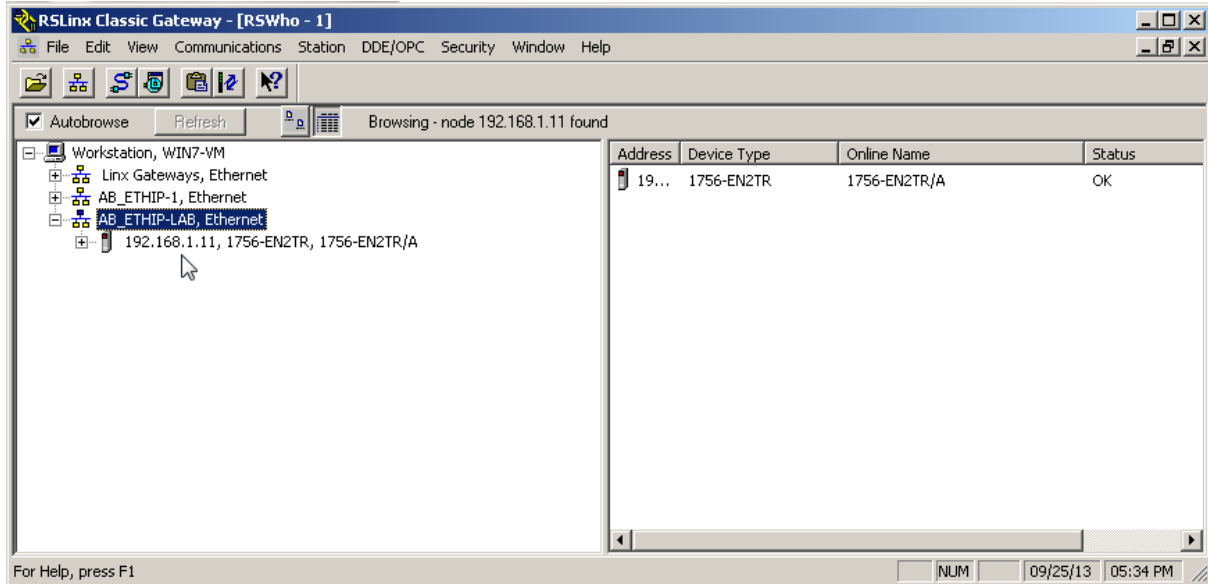 RSLinx Classic Gateway - [RSWho - 1]
File Edit View Communications Station DDE/OPC Security Window Help
Autobrowse Refresh Browsing - node 192.168.1.11 found
Workstation, WIN7-VM
Linx Gateways, Ethernet
AB_ETHIP-1, Ethernet
AB_ETHIP-LAB, Ethernet
192.168.1.11, 1756-EN2TR, 1756-EN2TR/A
Address Device Type Online Name Status
19... 1756-EN2TR 1756-EN2TR/A OK
For Help, press F1 NUM 09/25/13 05:34 PM